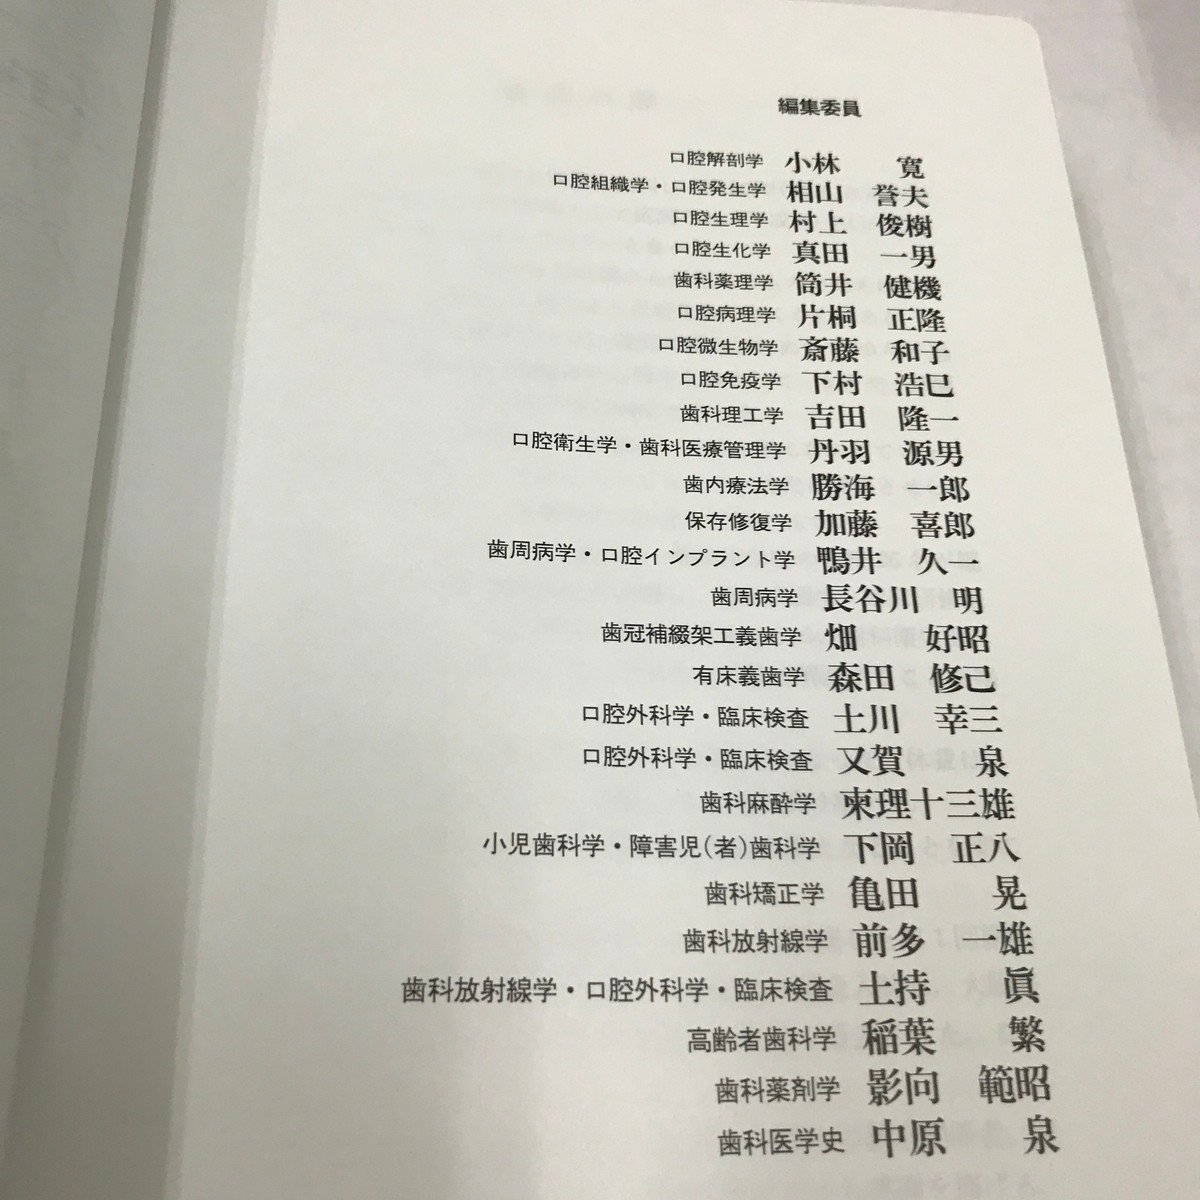 編集委員
口腔解剖学 小林 寛
口腔組織学・口腔発生学 相山 誉夫
口腔生理学 村上 俊樹
口腔生化学 真田 一男
歯科薬理学 筒井 健機
口腔病理学 片桐 正隆
口腔微生物学 斎藤 和子
口腔免疫学 下村 浩巳
歯科理工学 吉田 隆一
口腔衛生学・歯科医療管理学 丹羽 源男
歯内療法学 勝海 一郎
保存修復学 加藤 喜郎
歯周病学・口腔インプラント学 鴨井 久一
歯周病学 長谷川 明
歯冠補綴架工義歯学 畑 好昭
有床義歯学 森田 修己
口腔外科学・臨床検査 土川 幸三
口腔外科学・臨床検査 又賀 泉
歯科麻酔学 柬理十三雄
小児歯科学・障害児(者)歯科学 下岡 正八
歯科矯正学 亀田 晃
歯科放射線学 前多 一雄
歯科放射線学・口腔外科学・臨床検査 土持 眞
高齢者歯科学 稲葉 繁
歯科薬剤学 影向 範昭
歯科医学史 中原 泉